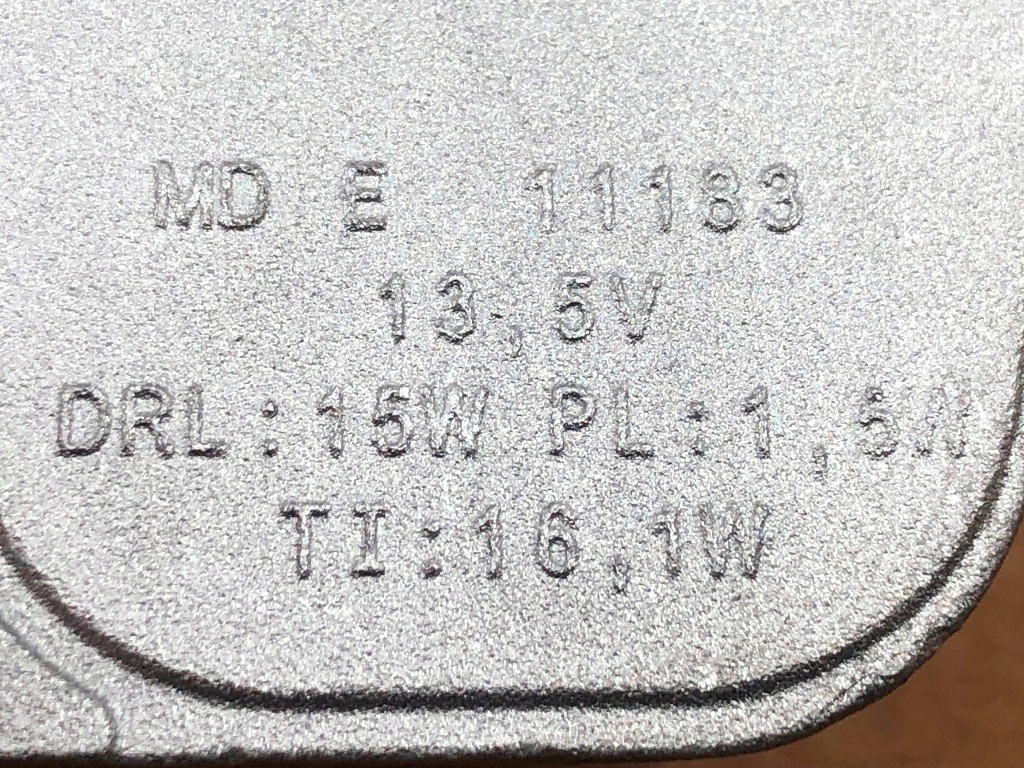 MD E 11183
13,5V
DRL:15W PL:1,5W
TI:16,1W